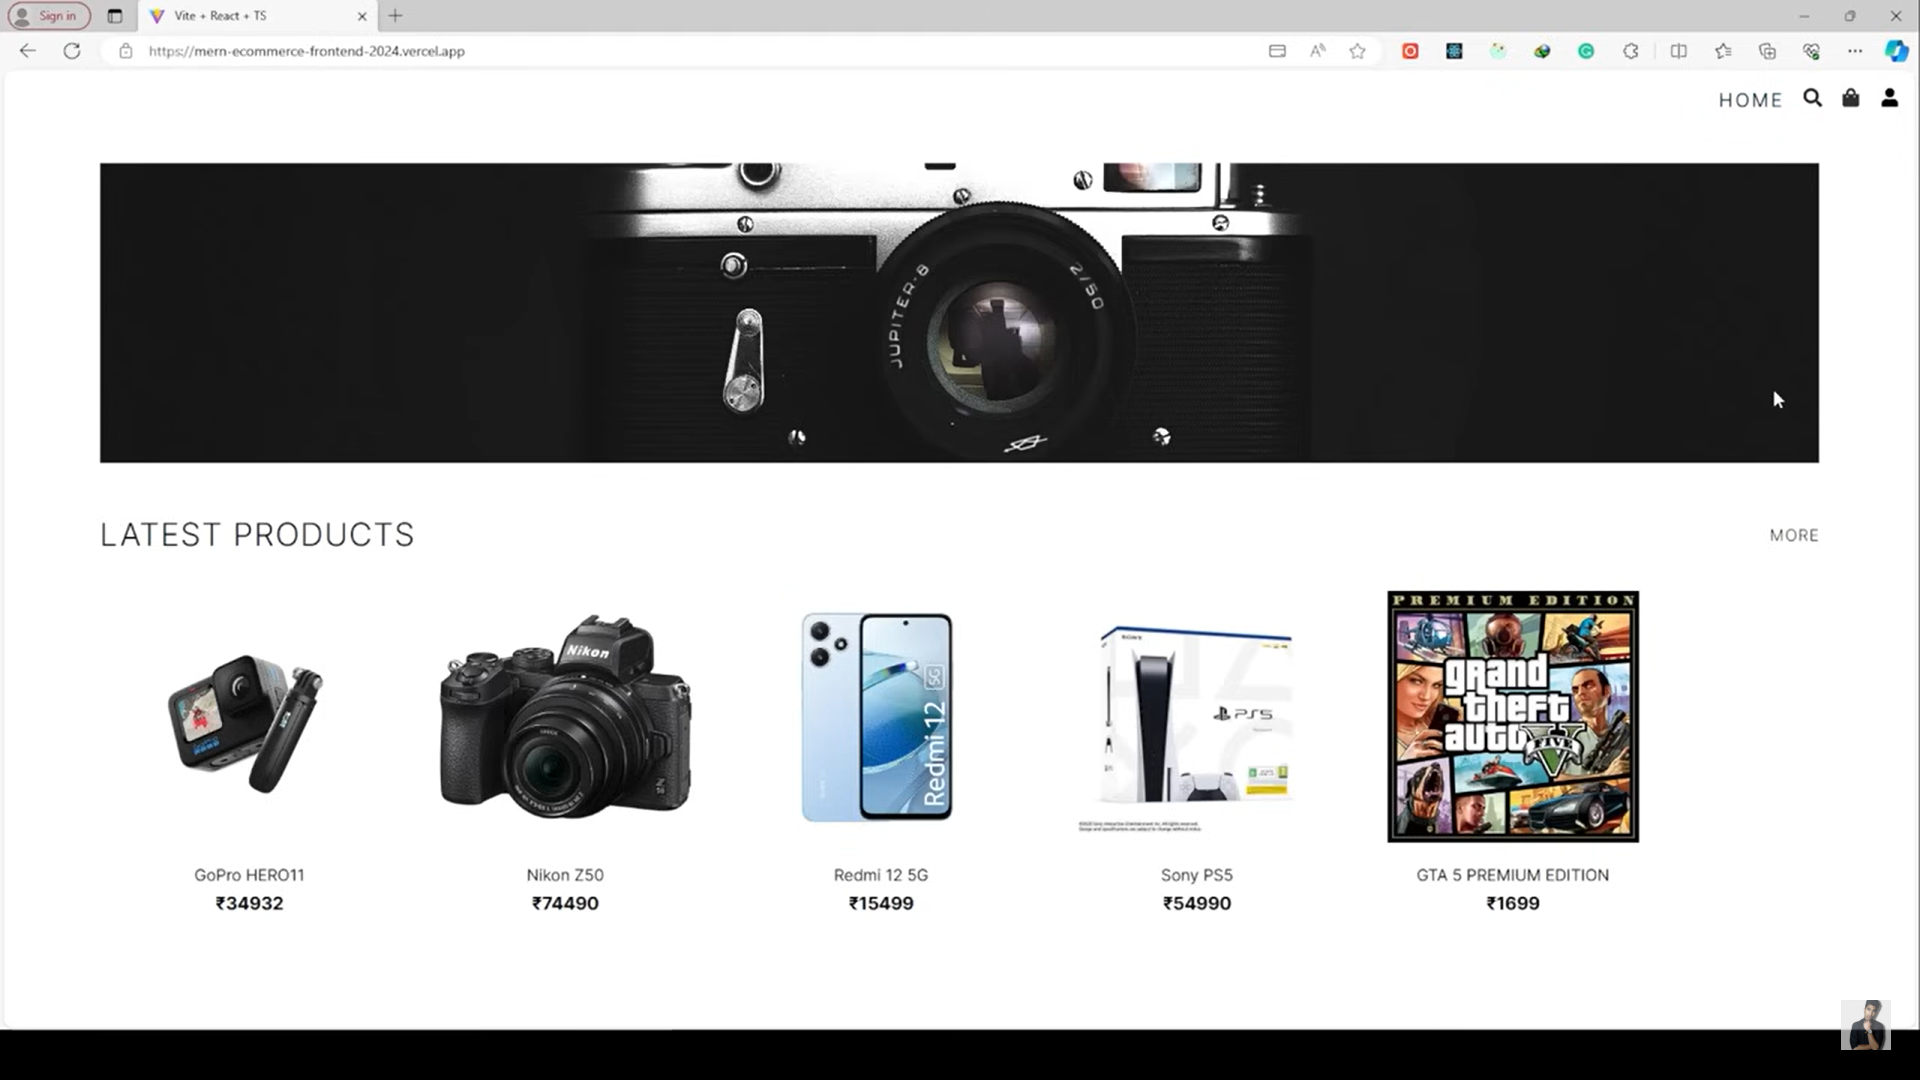 Sign in
Vite + React + TS
https://mern-ecommerce-frontend-2024.vercel.app
HOME
JUPITER-8 2/50
LATEST PRODUCTS
MORE
Nikon
Redmi 12 5G
SONY
PS5
PREMIUM EDITION
grand
theft
auto
FIVE
GoPro HERO11
₹34932
Nikon Z50
₹74490
Redmi 12 5G
₹15499
Sony PS5
₹54990
GTA 5 PREMIUM EDITION
₹1699